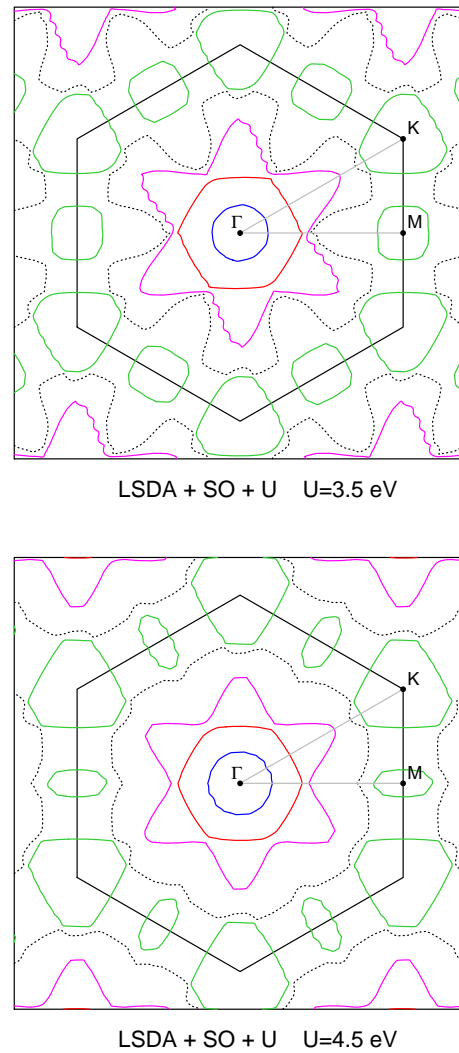 K
Γ
M
LSDA + SO + U U=3.5 eV
K
Γ
M
LSDA + SO + U U=4.5 eV